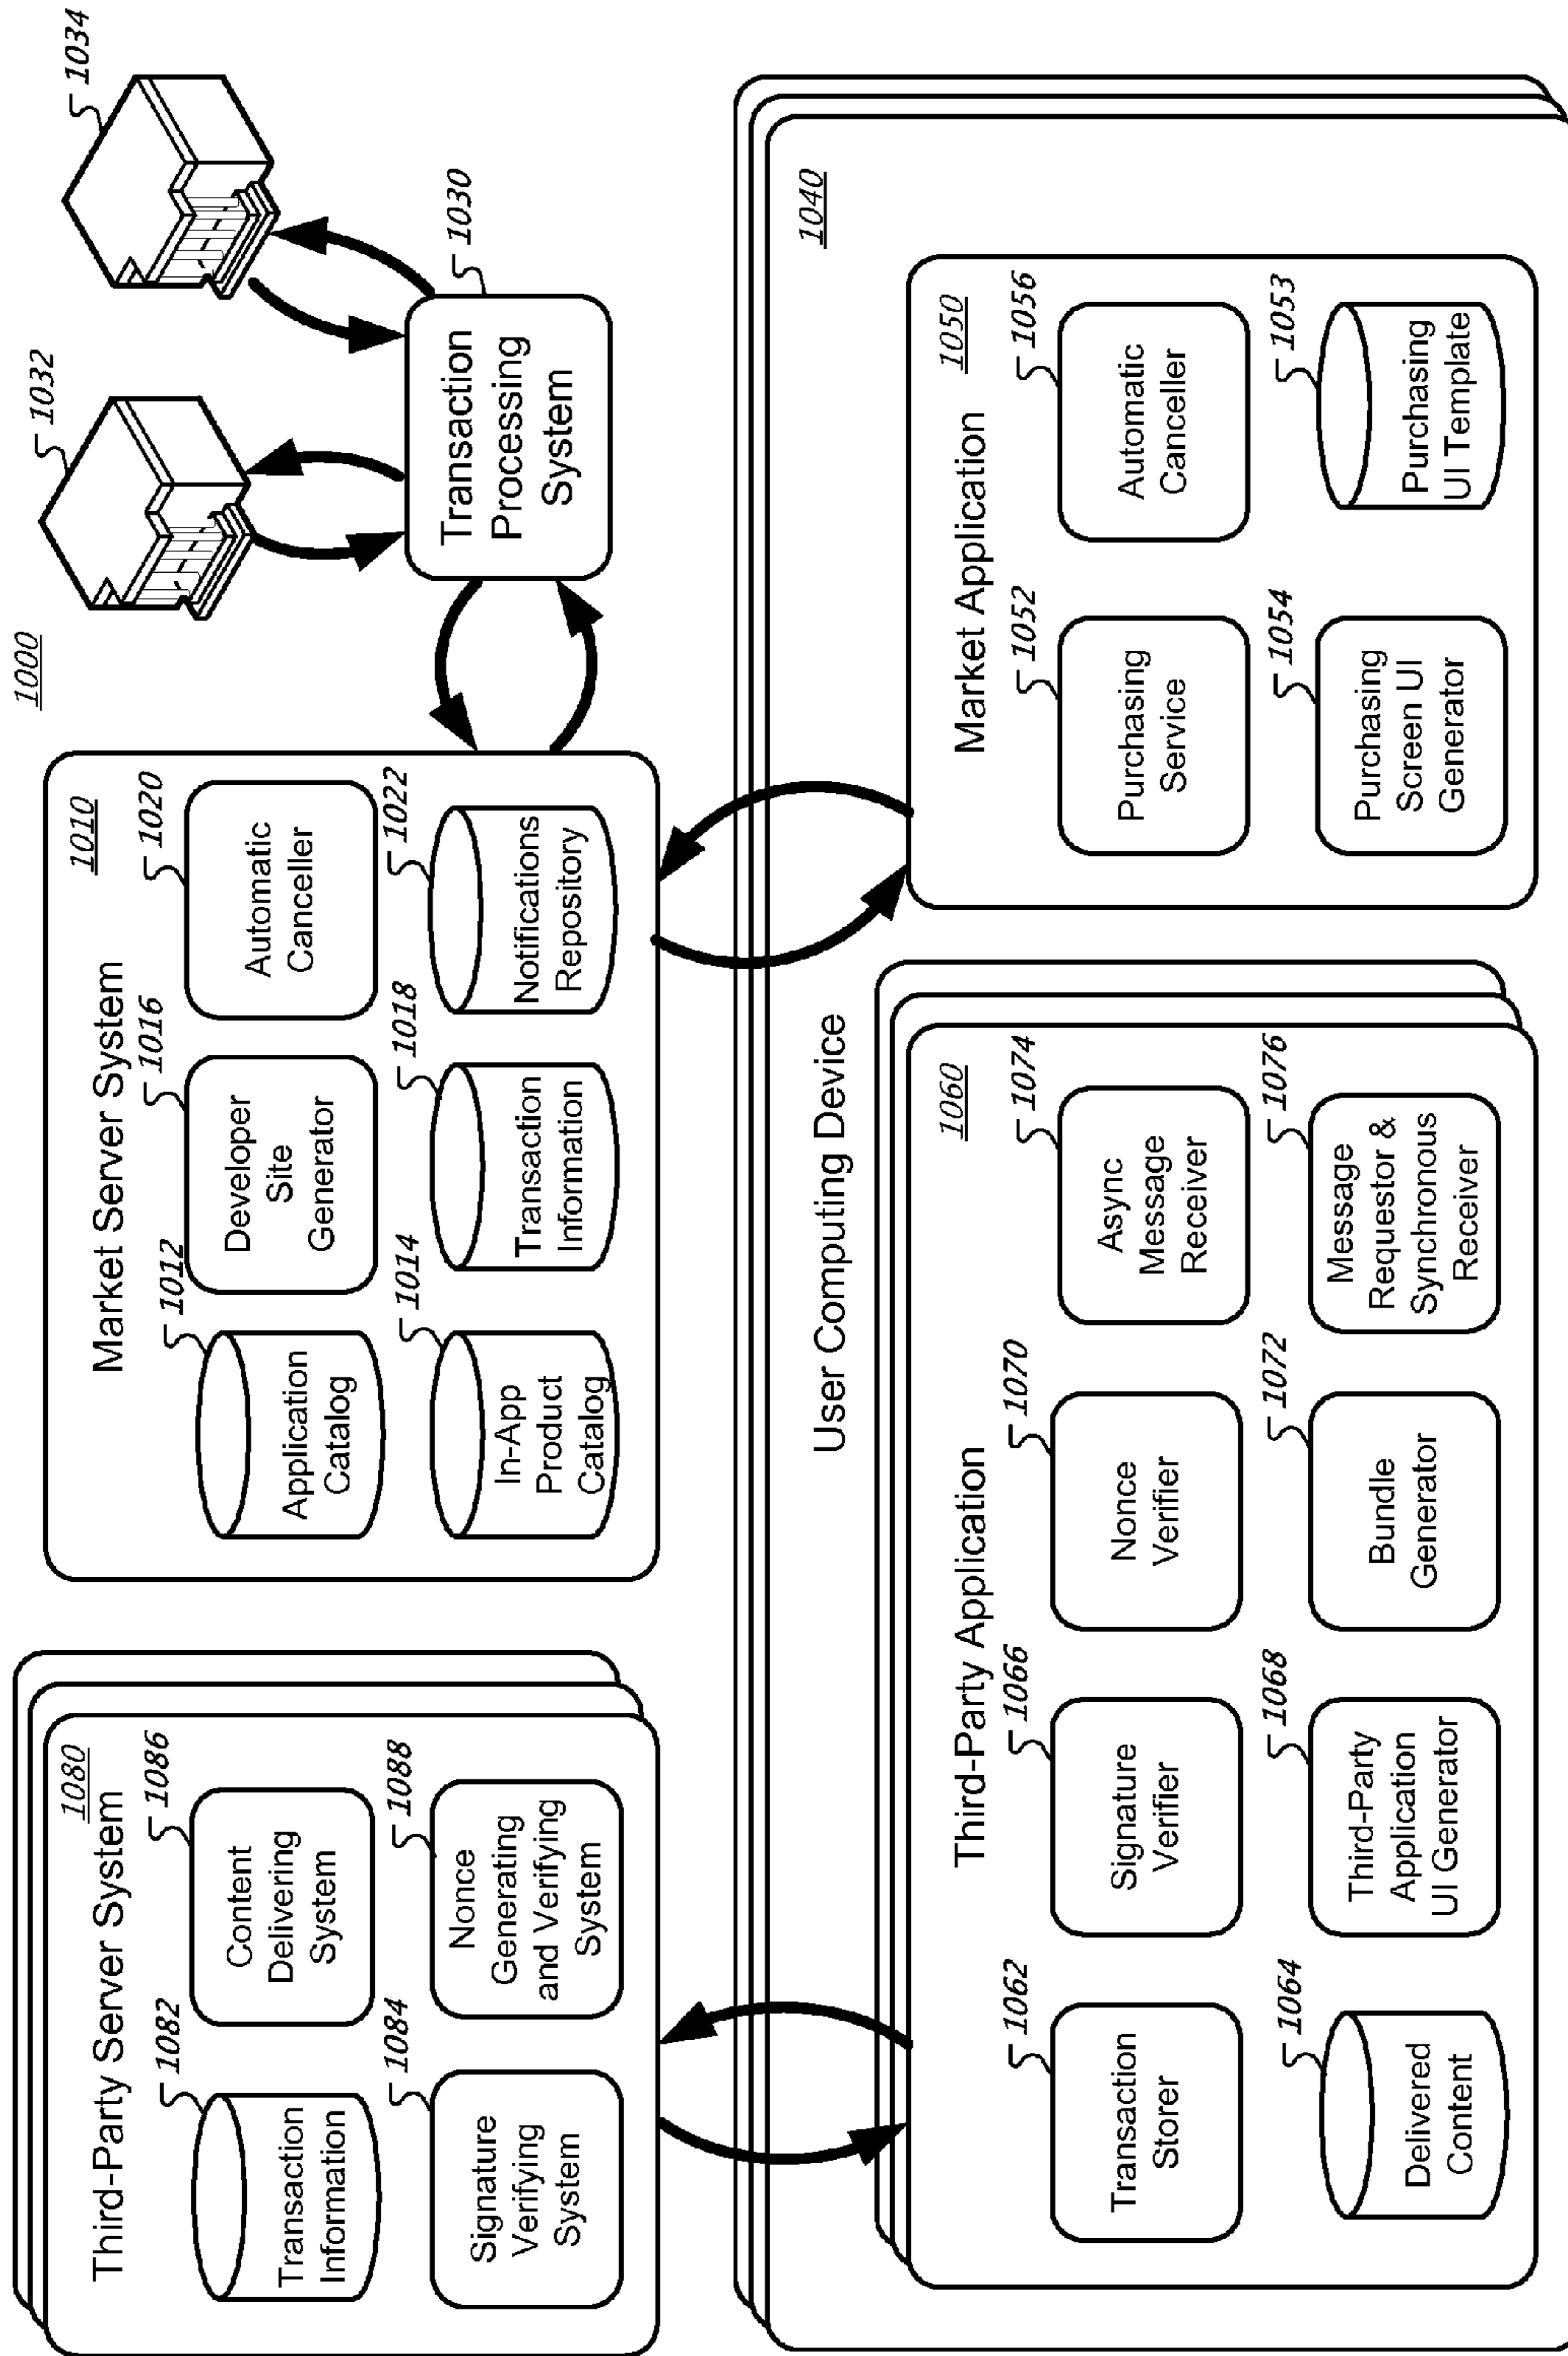 1000
Third-Party Server System
1080
1082
Transaction
Information
1086
Content
Delivering
System
1084
Signature
Verifying
System
1088
Nonce
Generating
and Verifying
System
Market Server System
1010
1012
Application
Catalog
1016
Developer
Site
Generator
1020
Automatic
Canceller
1014
In-App
Product
Catalog
1018
Transaction
Information
1022
Notifications
Repository
1032
1034
1030
Transaction
Processing
System
User Computing Device
1040
Third-Party Application
1060
1062
Transaction
Storer
1066
Signature
Verifier
1070
Nonce
Verifier
1074
Async
Message
Receiver
1064
Delivered
Content
1068
Third-Party
Application
UI Generator
1072
Bundle
Generator
1076
Message
Requestor &
Synchronous
Receiver
Market Application
1050
1052
Purchasing
Service
1056
Automatic
Canceller
1054
Purchasing
Screen UI
Generator
1053
Purchasing
UI Template